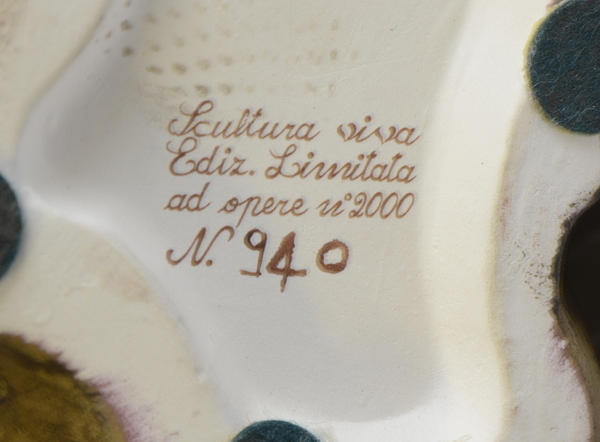 Scultura viva
Ediz. Limitata
ad opere n° 2000
N. 940